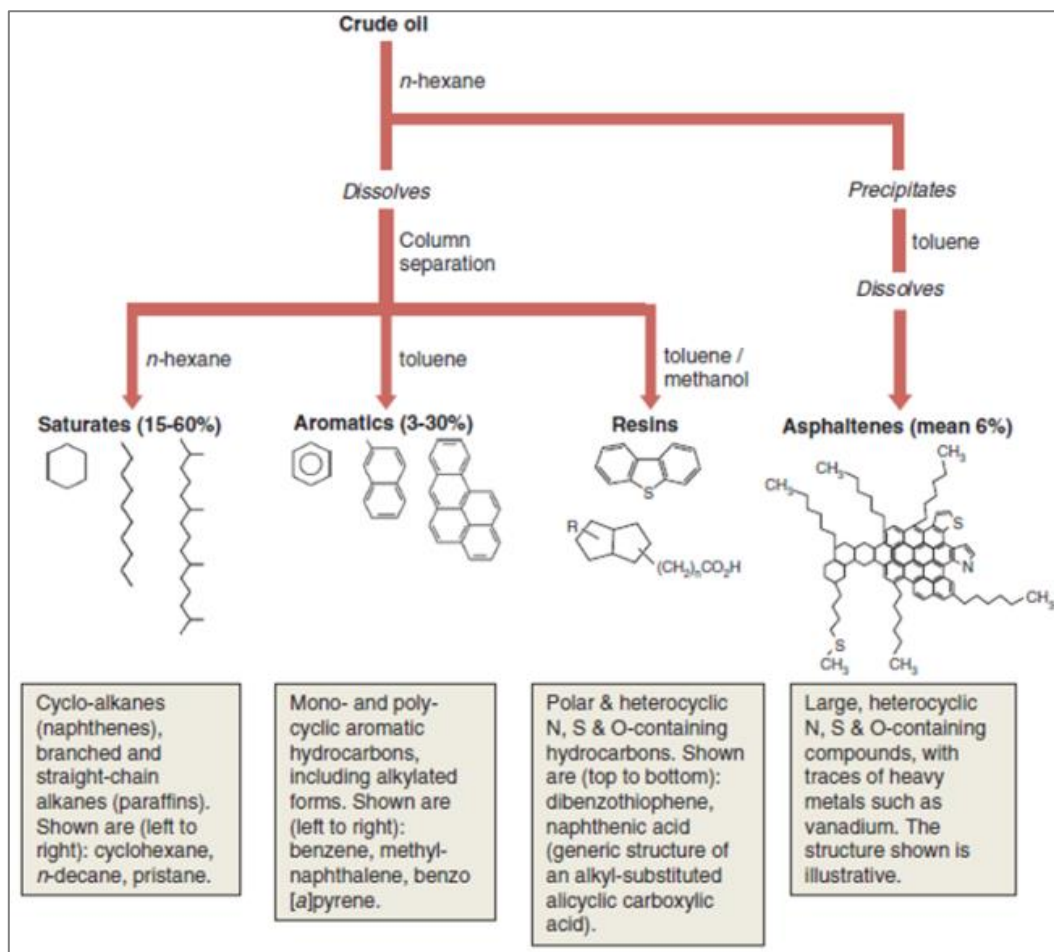 Crude oil
n-hexane
Dissolves
Precipitates
Column
separation
toluene
Dissolves
n-hexane
toluene
toluene /
methanol
Saturates (15-60%)
Aromatics (3-30%)
Resins
Asphaltenes (mean 6%)
S
R
(CH2)nCO2H
CH3
CH3
CH3
S
N
CH3
S
CH3
CH3
Cyclo-alkanes
(naphthenes),
branched and
straight-chain
alkanes (paraffins).
Shown are (left to
right): cyclohexane,
n-decane, pristane.
Mono- and poly-
cyclic aromatic
hydrocarbons,
including alkylated
forms. Shown are
(left to right):
benzene, methyl-
naphthalene, benzo
[a]pyrene.
Polar & heterocyclic
N, S & O-containing
hydrocarbons. Shown
are (top to bottom):
dibenzothiophene,
naphthenic acid
(generic structure of
an alkyl-substituted
alicyclic carboxylic
acid).
Large, heterocyclic
N, S & O-containing
compounds, with
traces of heavy
metals such as
vanadium. The
structure shown is
illustrative.